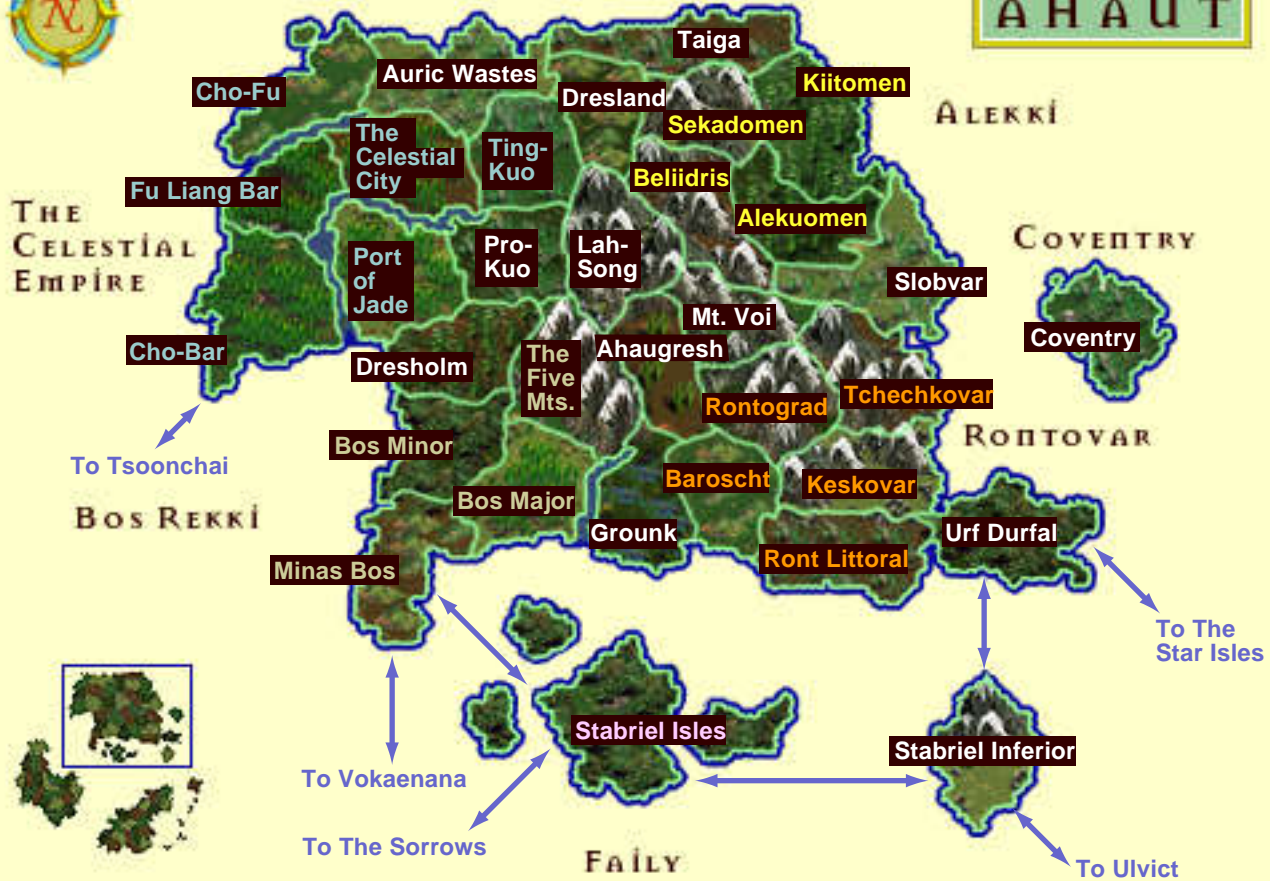 N
AHAUT
Taiga
Auric Wastes
Kiitomen
Cho-Fu
Dresland
ALEKKI
Sekadomen
The
Celestial
City
Ting-
Kuo
Beliidris
Fu Liang Bar
Alekuomen
THE
CELESTIAL
EMPIRE
Pro-
Kuo
Lah-
Song
COVENTRY
Port
of
Jade
Slobvar
Mt. Voi
Coventry
Cho-Bar
Ahaugresh
The
Five
Mts.
Dresholm
Tchechkovar
Rontograd
RONTOVAR
Bos Minor
To Tsoonchai
Baroscht
Keskovar
Bos Major
BOS REKKI
Grounk
Urf Durfal
Ront Littoral
Minas Bos
To The
Star Isles
Stabriel Isles
Stabriel Inferior
To Vokaenana
To The Sorrows
FAILY
To Ulvict